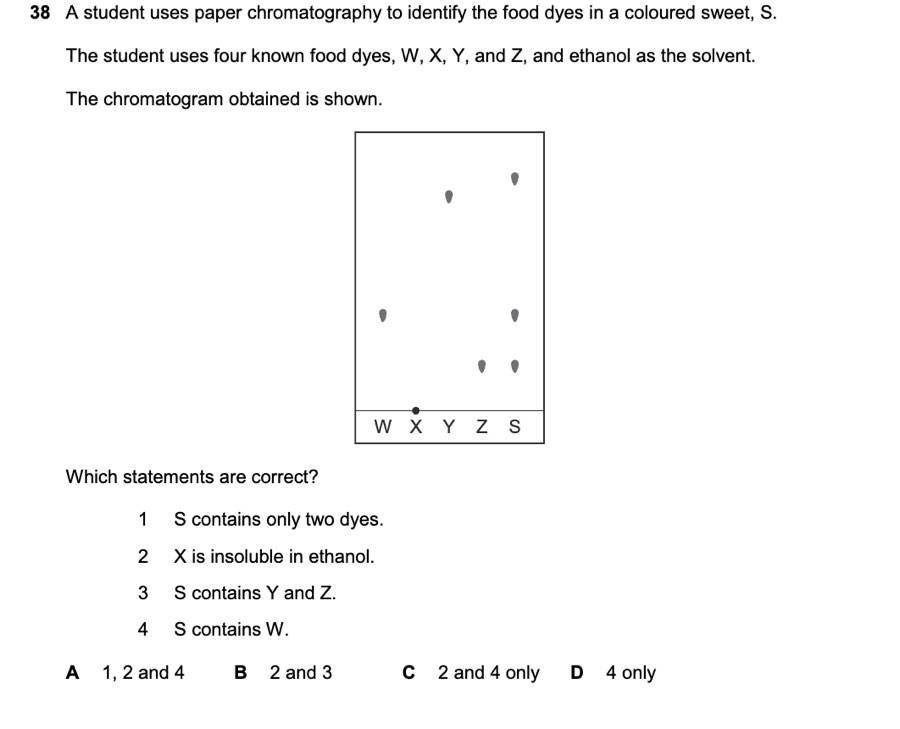 38 A student uses paper chromatography to identify the food dyes in a coloured sweet, S.
The student uses four known food dyes, W, X, Y, and Z, and ethanol as the solvent.
The chromatogram obtained is shown.
W X Y Z S
Which statements are correct?
1 S contains only two dyes.
2 X is insoluble in ethanol.
3 S contains Y and Z.
4 S contains W.
A 1, 2 and 4 B 2 and 3 C 2 and 4 only D 4 only